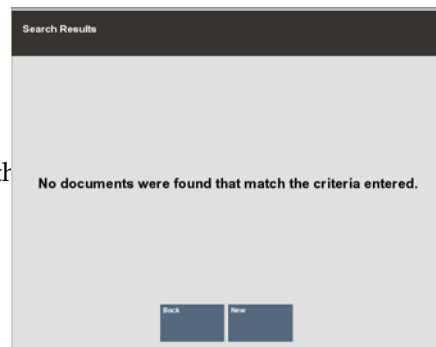 Search Results
No documents were found that match the criteria entered.
Back
New